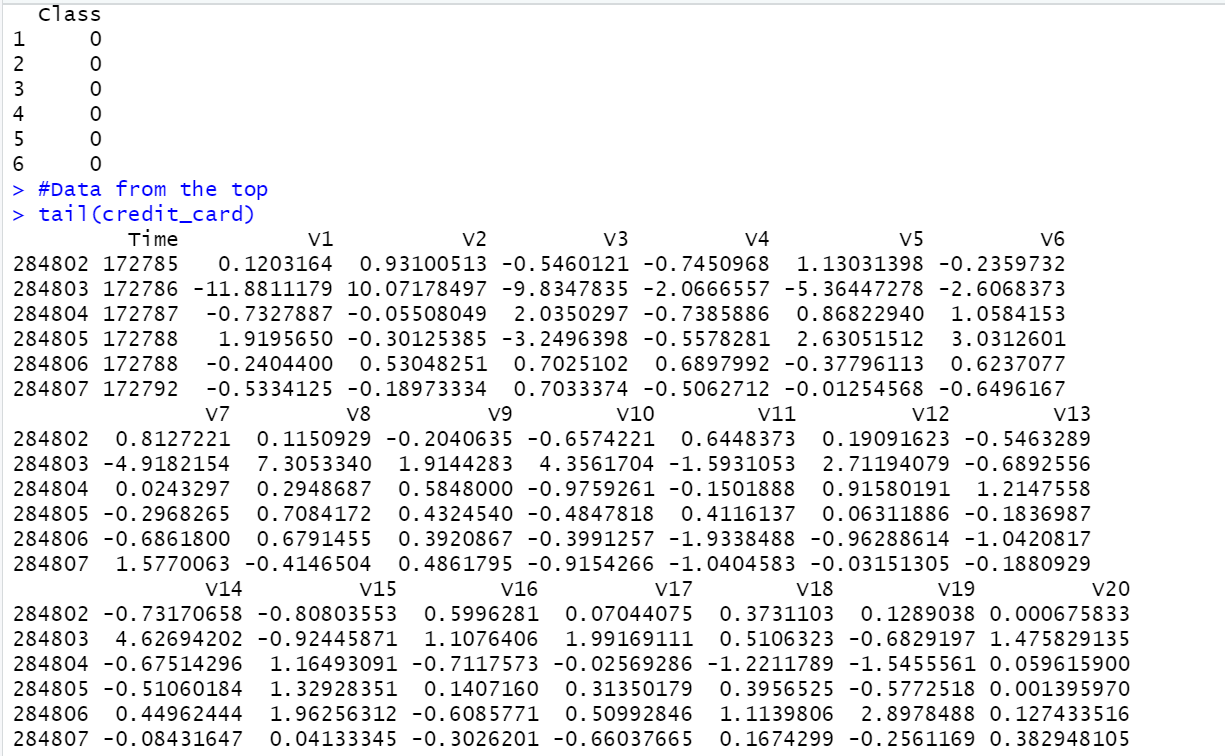 Class
1 0
2 0
3 0
4 0
5 0
6 0
> #Data from the top
> tail(credit_card)
Time V1 V2 V3 V4 V5 V6
284802 172785 0.1203164 0.93100513 -0.5460121 -0.7450968 1.13031398 -0.2359732
284803 172786 -11.8811179 10.07178497 -9.8347835 -2.0666557 -5.36447278 -2.6068373
284804 172787 -0.7327887 -0.05508049 2.0350297 -0.7385886 0.86822940 1.0584153
284805 172788 1.9195650 -0.30125385 -3.2496398 -0.5578281 2.63051512 3.0312601
284806 172788 -0.2404400 0.53048251 0.7025102 0.6897992 -0.37796113 0.6237077
284807 172792 -0.5334125 -0.18973334 0.7033374 -0.5062712 -0.01254568 -0.6496167
V7 V8 V9 V10 V11 V12 V13
284802 0.8127221 0.1150929 -0.2040635 -0.6574221 0.6448373 0.19091623 -0.5463289
284803 -4.9182154 7.3053340 1.9144283 4.3561704 -1.5931053 2.71194079 -0.6892556
284804 0.0243297 0.2948687 0.5848000 -0.9759261 -0.1501888 0.91580191 1.2147558
284805 -0.2968265 0.7084172 0.4324540 -0.4847818 0.4116137 0.06311886 -0.1836987
284806 -0.6861800 0.6791455 0.3920867 -0.3991257 -1.9338488 -0.96288614 -1.0420817
284807 1.5770063 -0.4146504 0.4861795 -0.9154266 -1.0404583 -0.03151305 -0.1880929
V14 V15 V16 V17 V18 V19 V20
284802 -0.73170658 -0.80803553 0.5996281 0.07044075 0.3731103 0.1289038 0.000675833
284803 4.62694202 -0.92445871 1.1076406 1.99169111 0.5106323 -0.6829197 1.475829135
284804 -0.67514296 1.16493091 -0.7117573 -0.02569286 -1.2211789 -1.5455561 0.059615900
284805 -0.51060184 1.32928351 0.1407160 0.31350179 0.3956525 -0.5772518 0.001395970
284806 0.44962444 1.96256312 -0.6085771 0.50992846 1.1139806 2.8978488 0.127433516
284807 -0.08431647 0.04133345 -0.3026201 -0.66037665 0.1674299 -0.2561169 0.382948105